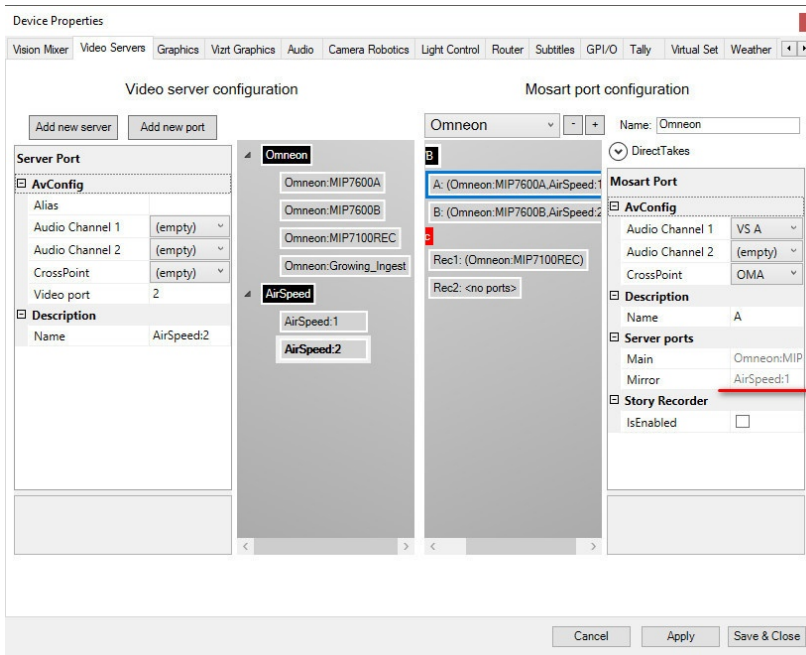 Device Properties
Vision Mixer Video Servers Graphics Vizrt Graphics Audio Camera Robotics Light Control Router Subtitles GPI/O Tally Virtual Set Weather
Video server configuration
Add new server Add new port
Server Port
AvConfig
Alias
Audio Channel 1 (empty)
Audio Channel 2 (empty)
CrossPoint (empty)
Video port 2
Description
Name AirSpeed:2
Omneon
Omneon:MIP7600A
Omneon:MIP7600B
Omneon:MIP7100REC
Omneon:Growing_Ingest
AirSpeed
AirSpeed:1
AirSpeed:2
Mosart port configuration
Omneon - +
B
A: (Omneon:MIP7600A,AirSpeed:1
B: (Omneon:MIP7600B,AirSpeed:2
c
Rec1: (Omneon:MIP7100REC)
Rec2: <no ports>
Name: Omneon
DirectTakes
Mosart Port
AvConfig
Audio Channel 1 VS A
Audio Channel 2 (empty)
CrossPoint OMA
Description
Name A
Server ports
Main Omneon:MIP
Mirror AirSpeed:1
Story Recorder
IsEnabled
Cancel Apply Save & Close